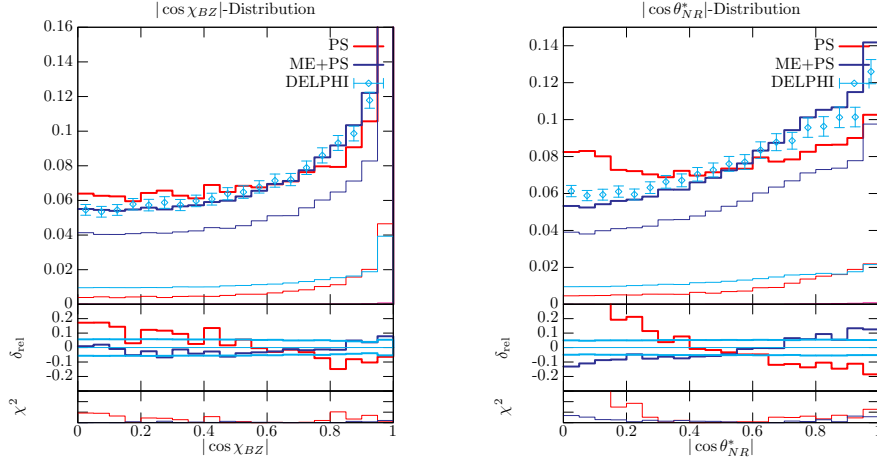 |cos χBZ|-Distribution
PS
ME+PS
DELPHI
0.16
0.14
0.12
0.1
0.08
0.06
0.04
0.02
0
0.2
0.1
0
-0.1
-0.2
δrel
χ2
0 0.2 0.4 0.6 0.8 1
|cos χBZ|
|cos θ*NR|-Distribution
PS
ME+PS
DELPHI
0.14
0.12
0.1
0.08
0.06
0.04
0.02
0
0.2
0.1
0
-0.1
-0.2
δrel
χ2
0 0.2 0.4 0.6 0.8 1
|cos θ*NR|